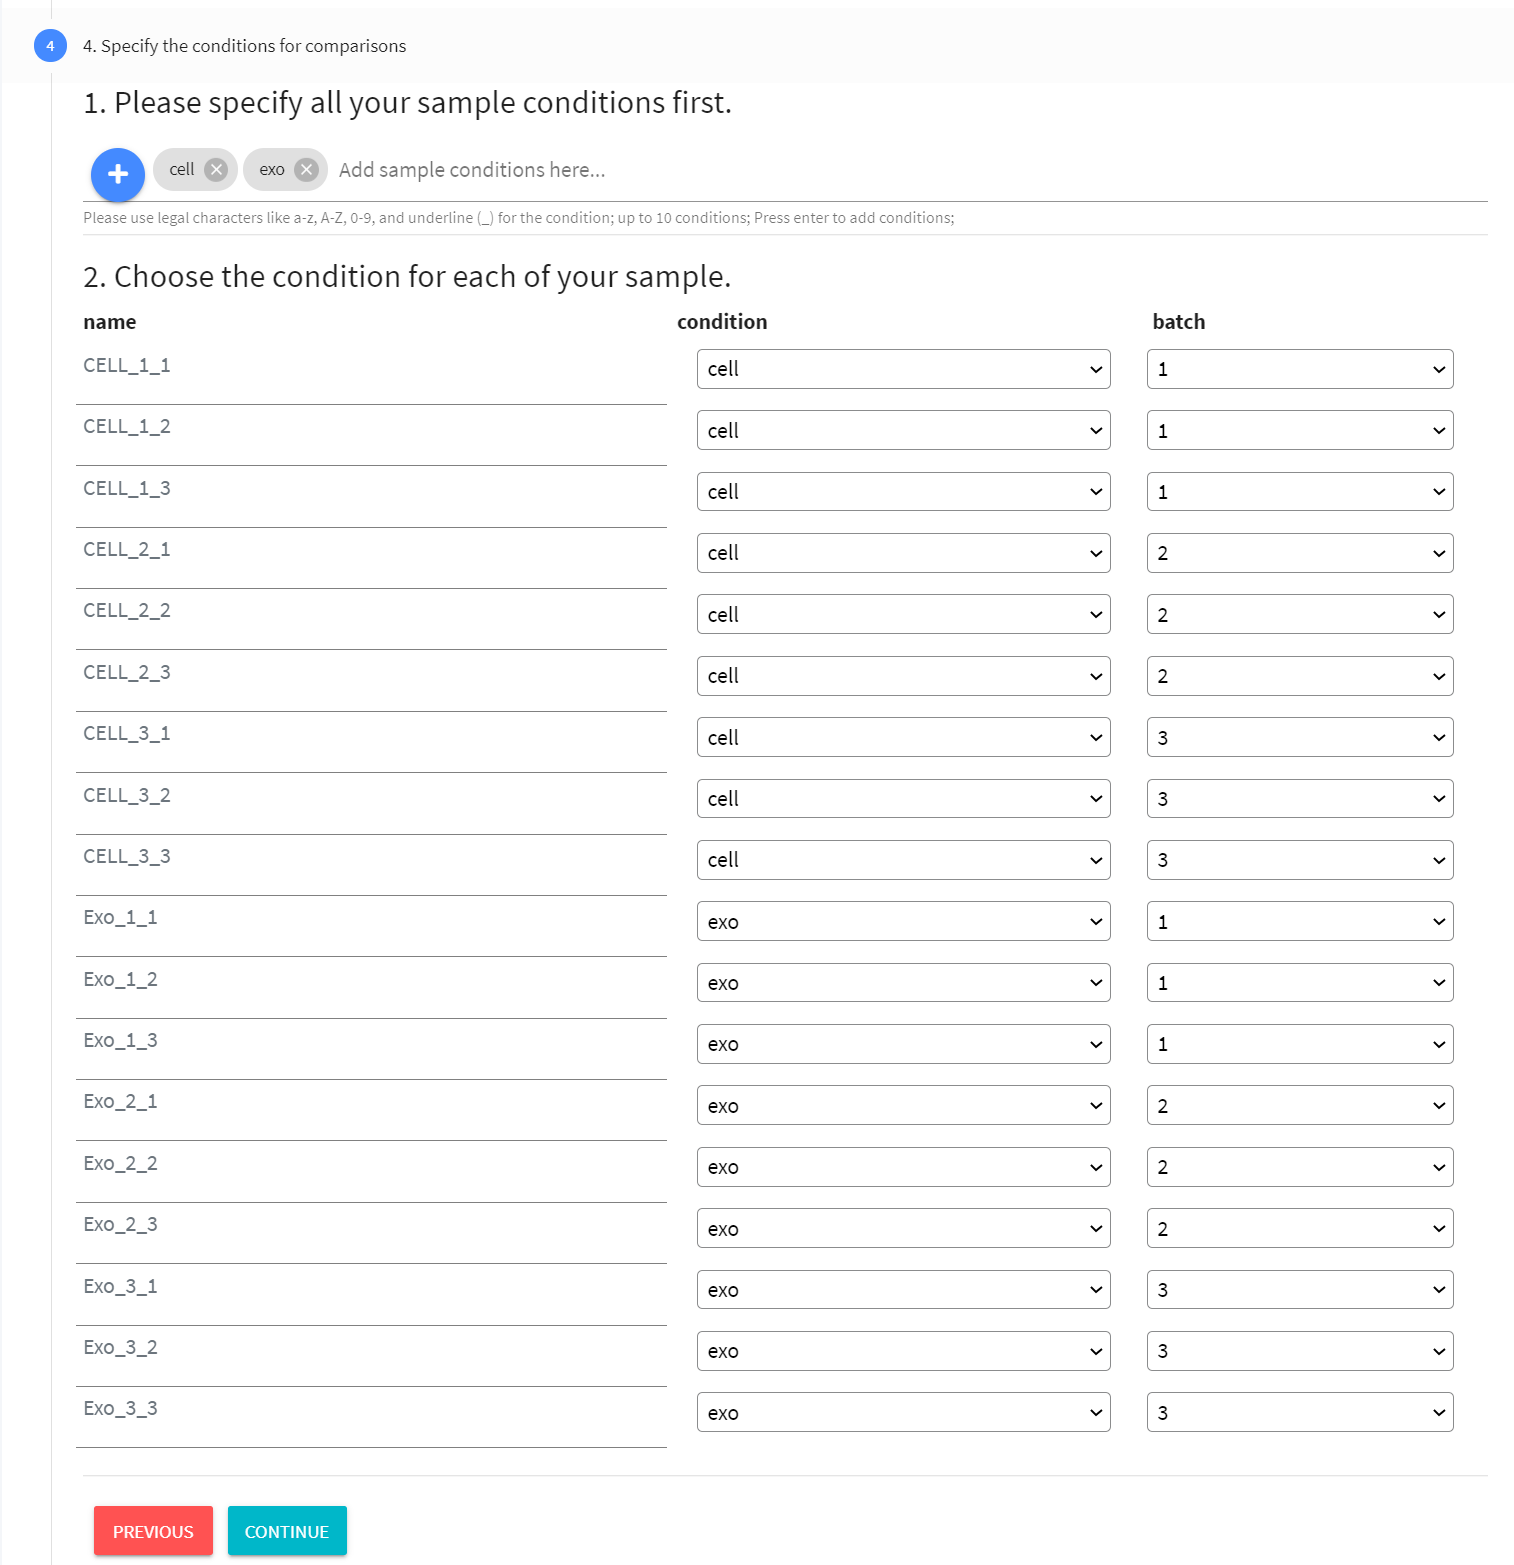 4 4. Specify the conditions for comparisons
1. Please specify all your sample conditions first.
cell exo Add sample conditions here...
Please use legal characters like a-z, A-Z, 0-9, and underline (_) for the condition; up to 10 conditions; Press enter to add conditions;
2. Choose the condition for each of your sample.
name condition batch
CELL_1_1 cell 1
CELL_1_2 cell 1
CELL_1_3 cell 1
CELL_2_1 cell 2
CELL_2_2 cell 2
CELL_2_3 cell 2
CELL_3_1 cell 3
CELL_3_2 cell 3
CELL_3_3 cell 3
Exo_1_1 exo 1
Exo_1_2 exo 1
Exo_1_3 exo 1
Exo_2_1 exo 2
Exo_2_2 exo 2
Exo_2_3 exo 2
Exo_3_1 exo 3
Exo_3_2 exo 3
Exo_3_3 exo 3
PREVIOUS CONTINUE